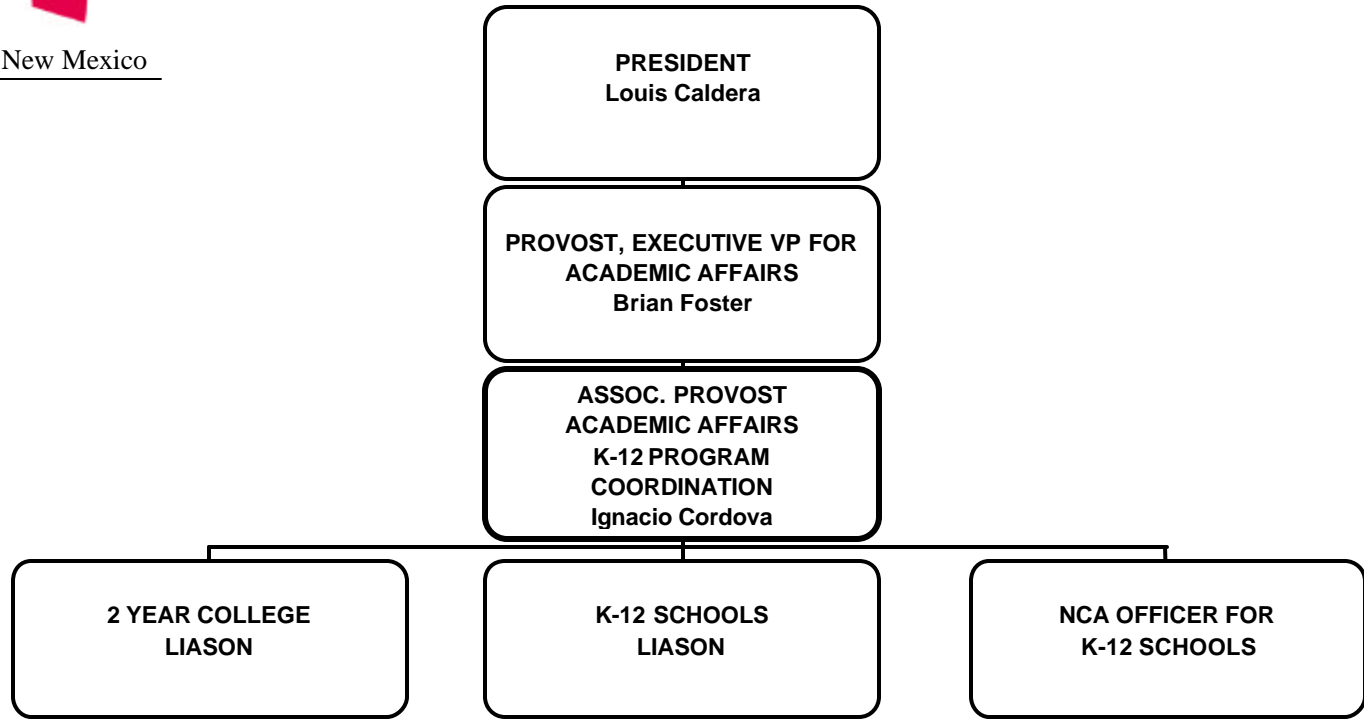 New Mexico
PRESIDENT
Louis Caldera
PROVOST, EXECUTIVE VP FOR
ACADEMIC AFFAIRS
Brian Foster
ASSOC. PROVOST
ACADEMIC AFFAIRS
K-12 PROGRAM
COORDINATION
Ignacio Cordova
2 YEAR COLLEGE
LIASON
K-12 SCHOOLS
LIASON
NCA OFFICER FOR
K-12 SCHOOLS